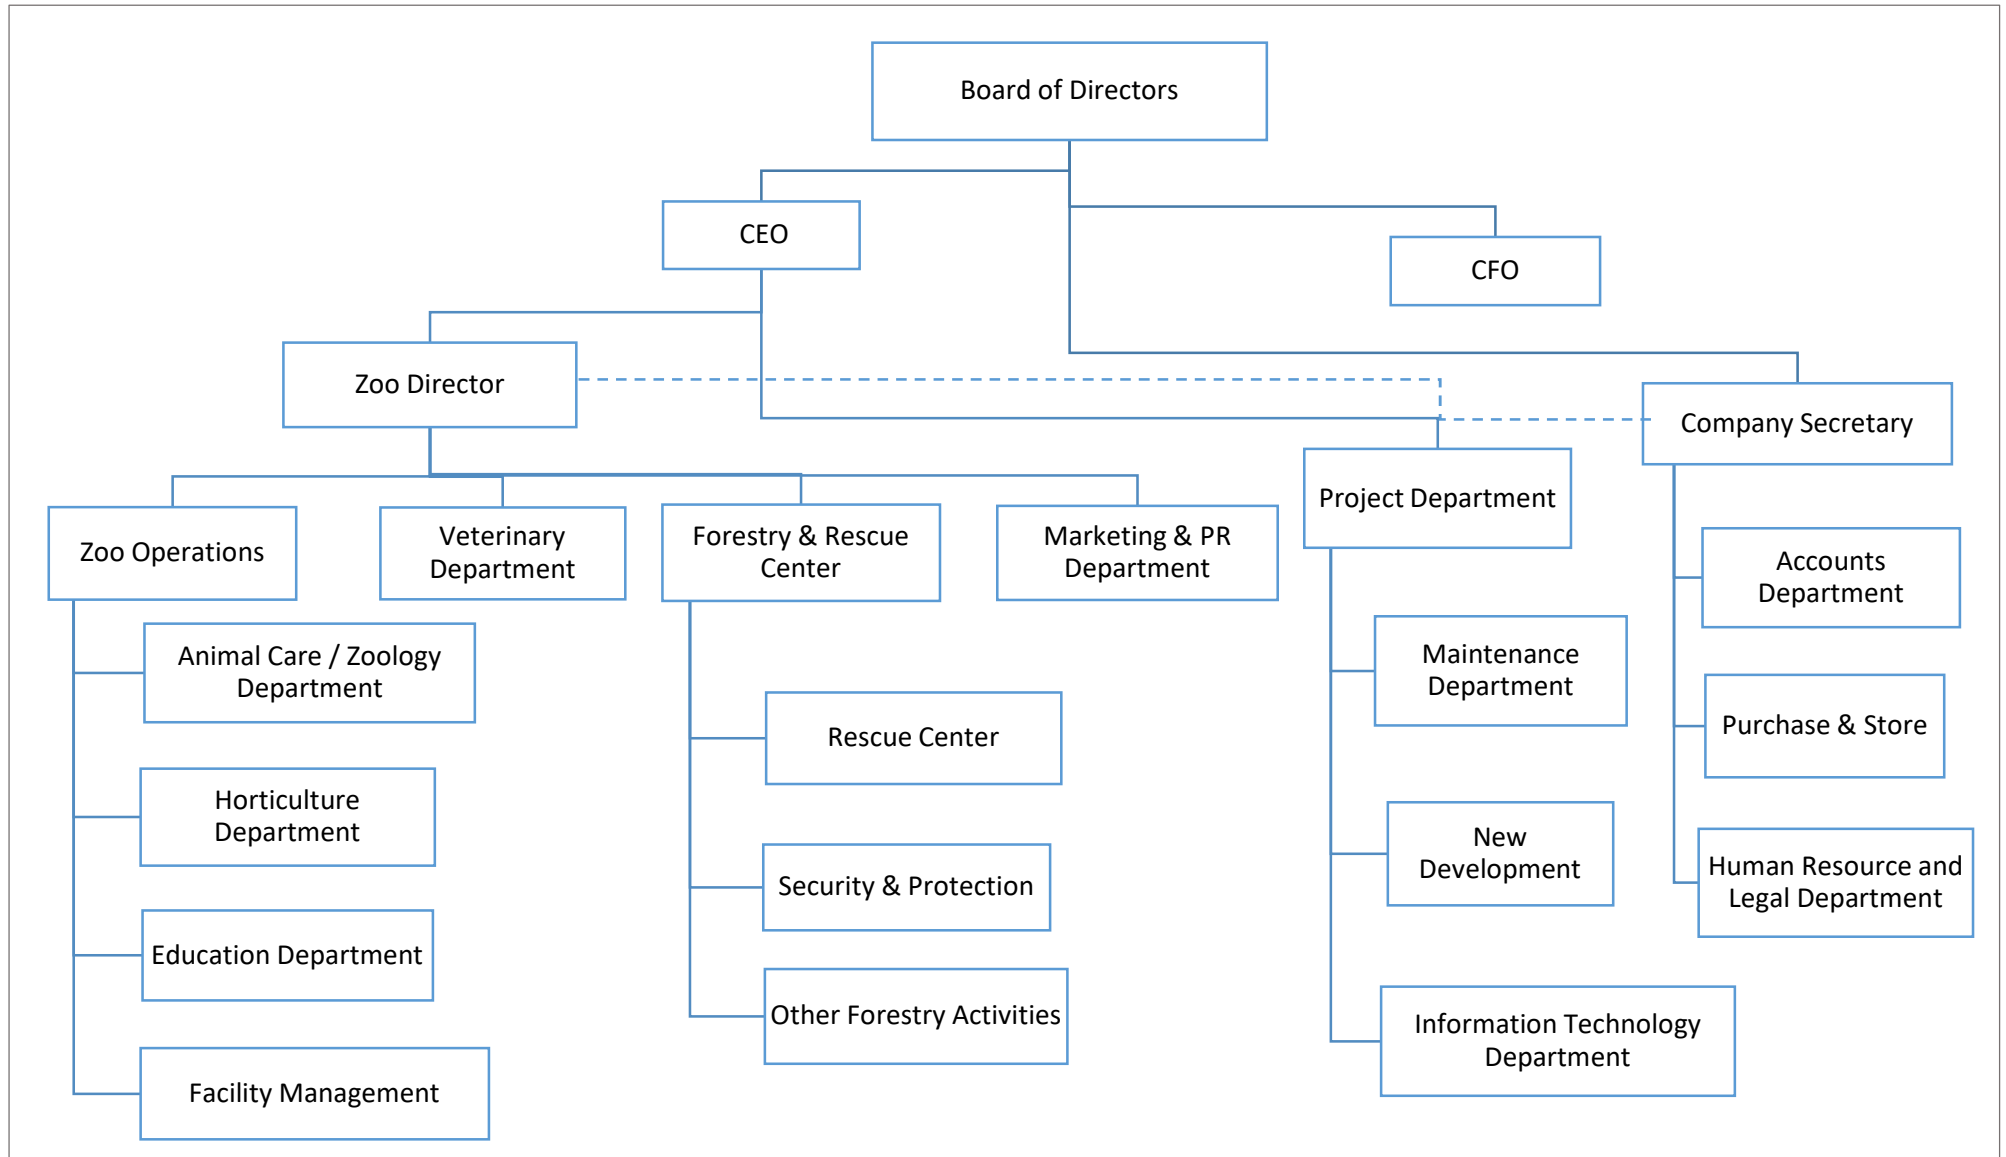 Board of Directors
CEO
CFO
Zoo Director
Company Secretary
Project Department
Zoo Operations
Veterinary
Department
Forestry & Rescue
Center
Marketing & PR
Department
Accounts
Department
Animal Care / Zoology
Department
Maintenance
Department
Rescue Center
Purchase & Store
Horticulture
Department
New
Development
Security & Protection
Human Resource and
Legal Department
Education Department
Other Forestry Activities
Information Technology
Department
Facility Management